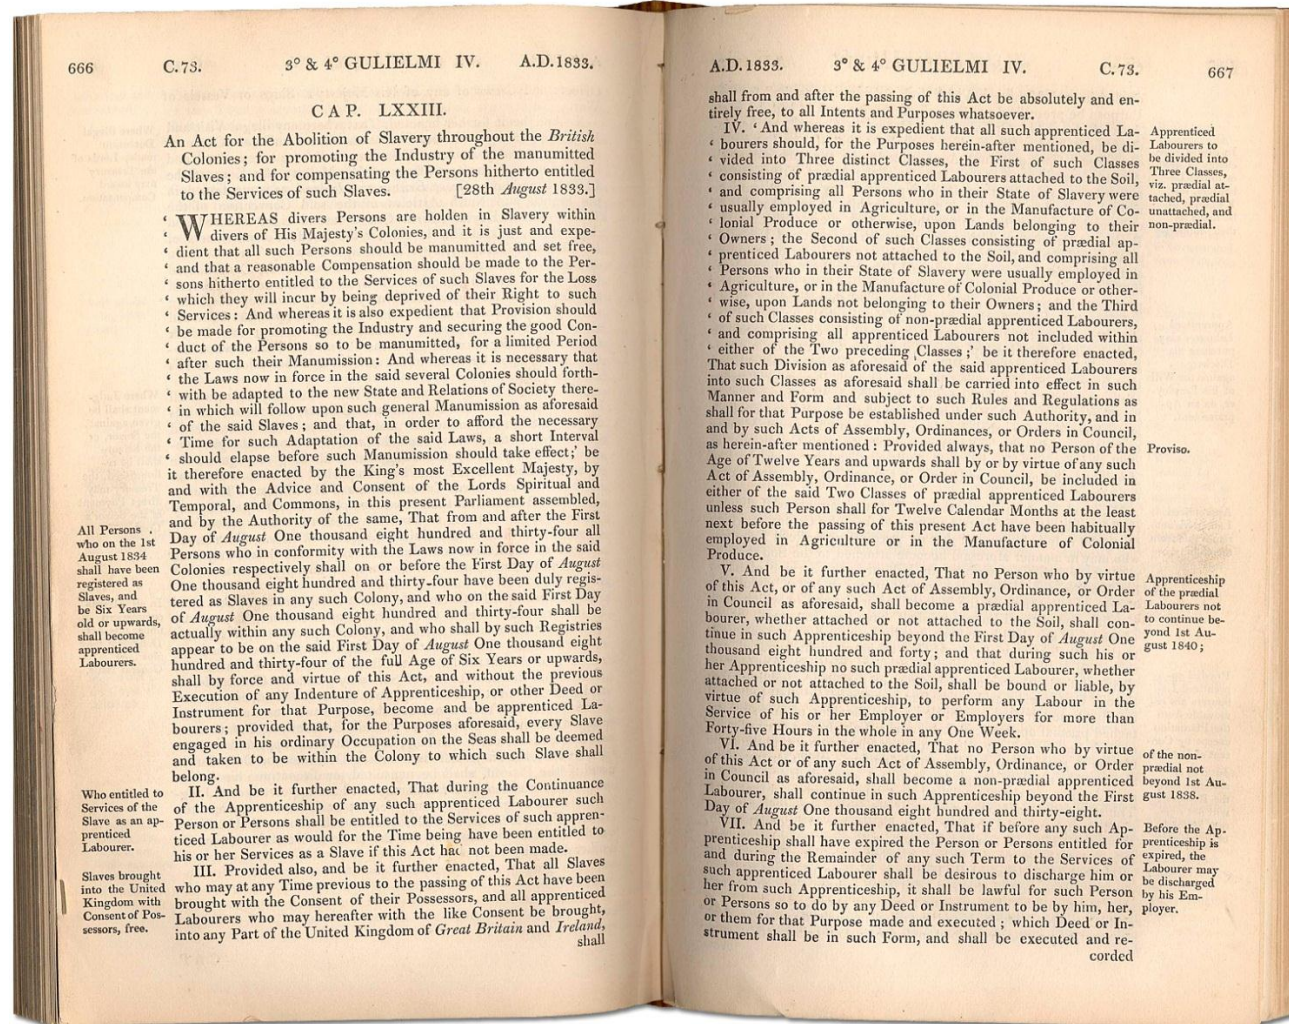 666 C. 73. 3° & 4° GULIELMI IV. A.D. 1833.
CAP. LXXIII.
An Act for the Abolition of Slavery throughout the British
Colonies; for promoting the Industry of the manumitted
Slaves; and for compensating the Persons hitherto entitled
to the Services of such Slaves. [28th August 1833.]
‘ WHEREAS divers Persons are holden in Slavery within
‘ divers of His Majesty's Colonies, and it is just and expe-
‘ dient that all such Persons should be manumitted and set free,
‘ and that a reasonable Compensation should be made to the Per-
‘ sons hitherto entitled to the Services of such Slaves for the Loss
‘ which they will incur by being deprived of their Right to such
‘ Services: And whereas it is also expedient that Provision should
‘ be made for promoting the Industry and securing the good Con-
‘ duct of the Persons so to be manumitted, for a limited Period
‘ after such their Manumission: And whereas it is necessary that
‘ the Laws now in force in the said several Colonies should forth-
‘ with be adapted to the new State and Relations of Society there-
‘ in which will follow upon such general Manumission as aforesaid
‘ of the said Slaves; and that, in order to afford the necessary
‘ Time for such Adaptation of the said Laws, a short Interval
‘ should elapse before such Manumission should take effect;’ be
it therefore enacted by the King's most Excellent Majesty, by
and with the Advice and Consent of the Lords Spiritual and
Temporal, and Commons, in this present Parliament assembled,
and by the Authority of the same, That from and after the First
Day of August One thousand eight hundred and thirty-four all
Persons who in conformity with the Laws now in force in the said
Colonies respectively shall on or before the First Day of August
One thousand eight hundred and thirty-four have been duly regis-
tered as Slaves in any such Colony, and who on the said First Day
of August One thousand eight hundred and thirty-four shall be
actually within any such Colony, and who shall by such Registries
appear to be on the said First Day of August One thousand eight
hundred and thirty-four of the full Age of Six Years or upwards,
shall by force and virtue of this Act, and without the previous
Execution of any Indenture of Apprenticeship, or other Deed or
Instrument for that Purpose, become and be apprenticed La-
bourers; provided that, for the Purposes aforesaid, every Slave
engaged in his ordinary Occupation on the Seas shall be deemed
and taken to be within the Colony to which such Slave shall
belong.
All Persons
who on the 1st
August 1834
shall have been
registered as
Slaves, and
be Six Years
old or upwards,
shall become
apprenticed
Labourers.
II. And be it further enacted, That during the Continuance
of the Apprenticeship of any such apprenticed Labourer such
Person or Persons shall be entitled to the Services of such appren-
ticed Labourer as would for the Time being have been entitled to
his or her Services as a Slave if this Act had not been made.
Who entitled to
Services of the
Slave as an ap-
prenticed
Labourer.
III. Provided also, and be it further enacted, That all Slaves
who may at any Time previous to the passing of this Act have been
brought with the Consent of their Possessors, and all apprenticed
Labourers who may hereafter with the like Consent be brought,
into any Part of the United Kingdom of Great Britain and Ireland,
shall
Slaves brought
into the United
Kingdom with
Consent of Pos-
sessors, free.
A.D. 1833. 3° & 4° GULIELMI IV. C. 73. 667
shall from and after the passing of this Act be absolutely and en-
tirely free, to all Intents and Purposes whatsoever.
IV. ‘ And whereas it is expedient that all such apprenticed La-
‘ bourers should, for the Purposes herein-after mentioned, be di-
‘ vided into Three distinct Classes, the First of such Classes
‘ consisting of prædial apprenticed Labourers attached to the Soil,
‘ and comprising all Persons who in their State of Slavery were
‘ usually employed in Agriculture, or in the Manufacture of Co-
‘ lonial Produce or otherwise, upon Lands belonging to their
‘ Owners; the Second of such Classes consisting of prædial ap-
‘ prenticed Labourers not attached to the Soil, and comprising all
‘ Persons who in their State of Slavery were usually employed in
‘ Agriculture, or in the Manufacture of Colonial Produce or other-
‘ wise, upon Lands not belonging to their Owners; and the Third
‘ of such Classes consisting of non-prædial apprenticed Labourers,
‘ and comprising all apprenticed Labourers not included within
‘ either of the Two preceding Classes;’ be it therefore enacted,
That such Division as aforesaid of the said apprenticed Labourers
into such Classes as aforesaid shall be carried into effect in such
Manner and Form and subject to such Rules and Regulations as
shall for that Purpose be established under such Authority, and in
and by such Acts of Assembly, Ordinances, or Orders in Council,
as herein-after mentioned: Provided always, that no Person of the
Age of Twelve Years and upwards shall by or by virtue of any such
Act of Assembly, Ordinance, or Order in Council, be included in
either of the said Two Classes of prædial apprenticed Labourers
unless such Person shall for Twelve Calendar Months at the least
next before the passing of this present Act have been habitually
employed in Agriculture or in the Manufacture of Colonial
Produce.
Apprenticed
Labourers to
be divided into
Three Classes,
viz. prædial at-
tached, prædial
unattached, and
non-prædial.
Proviso.
V. And be it further enacted, That no Person who by virtue
of this Act, or of any such Act of Assembly, Ordinance, or Order
in Council as aforesaid, shall become a prædial apprenticed La-
bourer, whether attached or not attached to the Soil, shall con-
tinue in such Apprenticeship beyond the First Day of August One
thousand eight hundred and forty; and that during such his or
her Apprenticeship no such prædial apprenticed Labourer, whether
attached or not attached to the Soil, shall be bound or liable, by
virtue of such Apprenticeship, to perform any Labour in the
Service of his or her Employer or Employers for more than
Forty-five Hours in the whole in any One Week.
Apprenticeship
of the prædial
Labourers not
to continue be-
yond 1st Au-
gust 1840;
VI. And be it further enacted, That no Person who by virtue
of this Act or of any such Act of Assembly, Ordinance, or Order
in Council as aforesaid, shall become a non-prædial apprenticed
Labourer, shall continue in such Apprenticeship beyond the First
Day of August One thousand eight hundred and thirty-eight.
of the non-
prædial not
beyond 1st Au-
gust 1838.
VII. And be it further enacted, That if before any such Ap-
prenticeship shall have expired the Person or Persons entitled for
and during the Remainder of any such Term to the Services of
such apprenticed Labourer shall be desirous to discharge him or
her from such Apprenticeship, it shall be lawful for such Person
or Persons so to do by any Deed or Instrument to be by him, her,
or them for that Purpose made and executed; which Deed or In-
strument shall be in such Form, and shall be executed and re-
corded
Before the Ap-
prenticeship is
expired, the
Labourer may
be discharged
by his Em-
ployer.